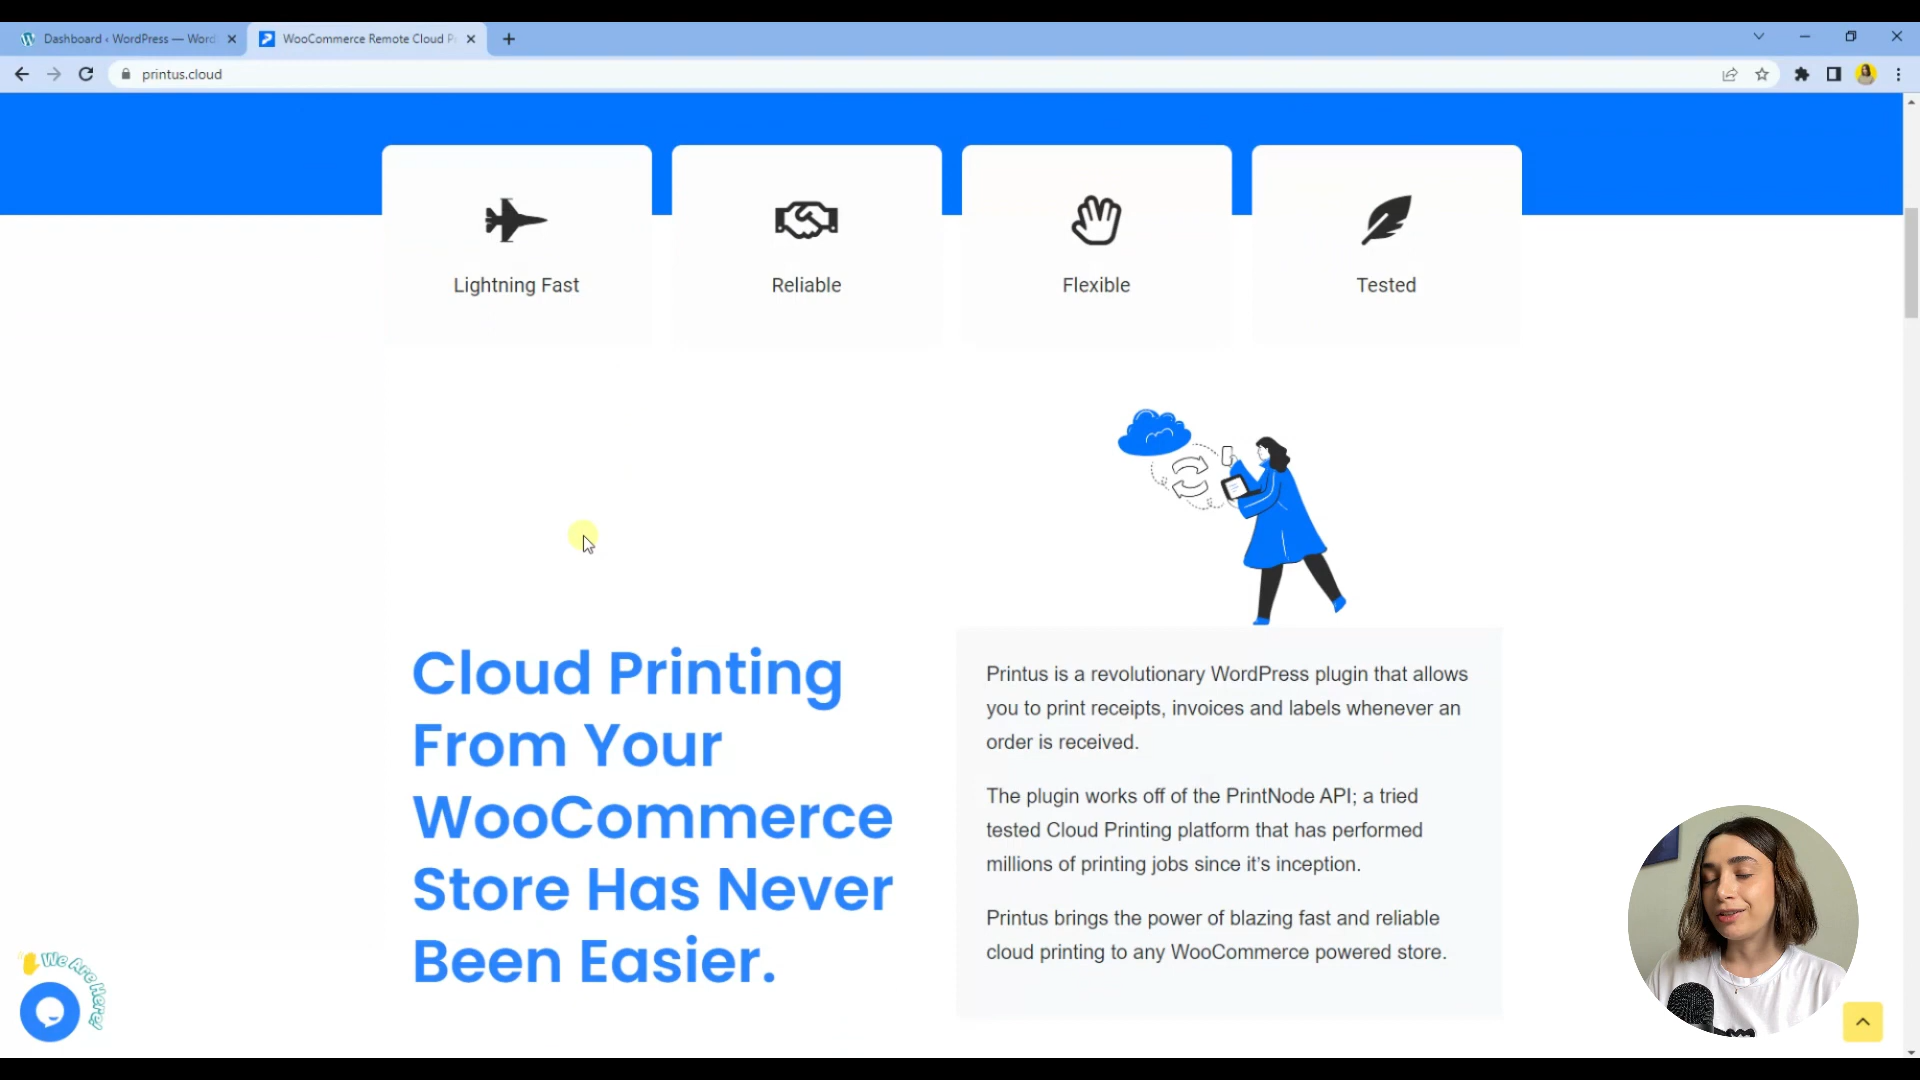 Dashboard ‹ WordPress — Word
WooCommerce Remote Cloud P
printus.cloud
Lightning Fast
Reliable
Flexible
Tested
Cloud Printing
From Your
WooCommerce
Store Has Never
Been Easier.
Printus is a revolutionary WordPress plugin that allows
you to print receipts, invoices and labels whenever an
order is received.
The plugin works off of the PrintNode API; a tried
tested Cloud Printing platform that has performed
millions of printing jobs since it's inception.
Printus brings the power of blazing fast and reliable
cloud printing to any WooCommerce powered store.
We Are Here!